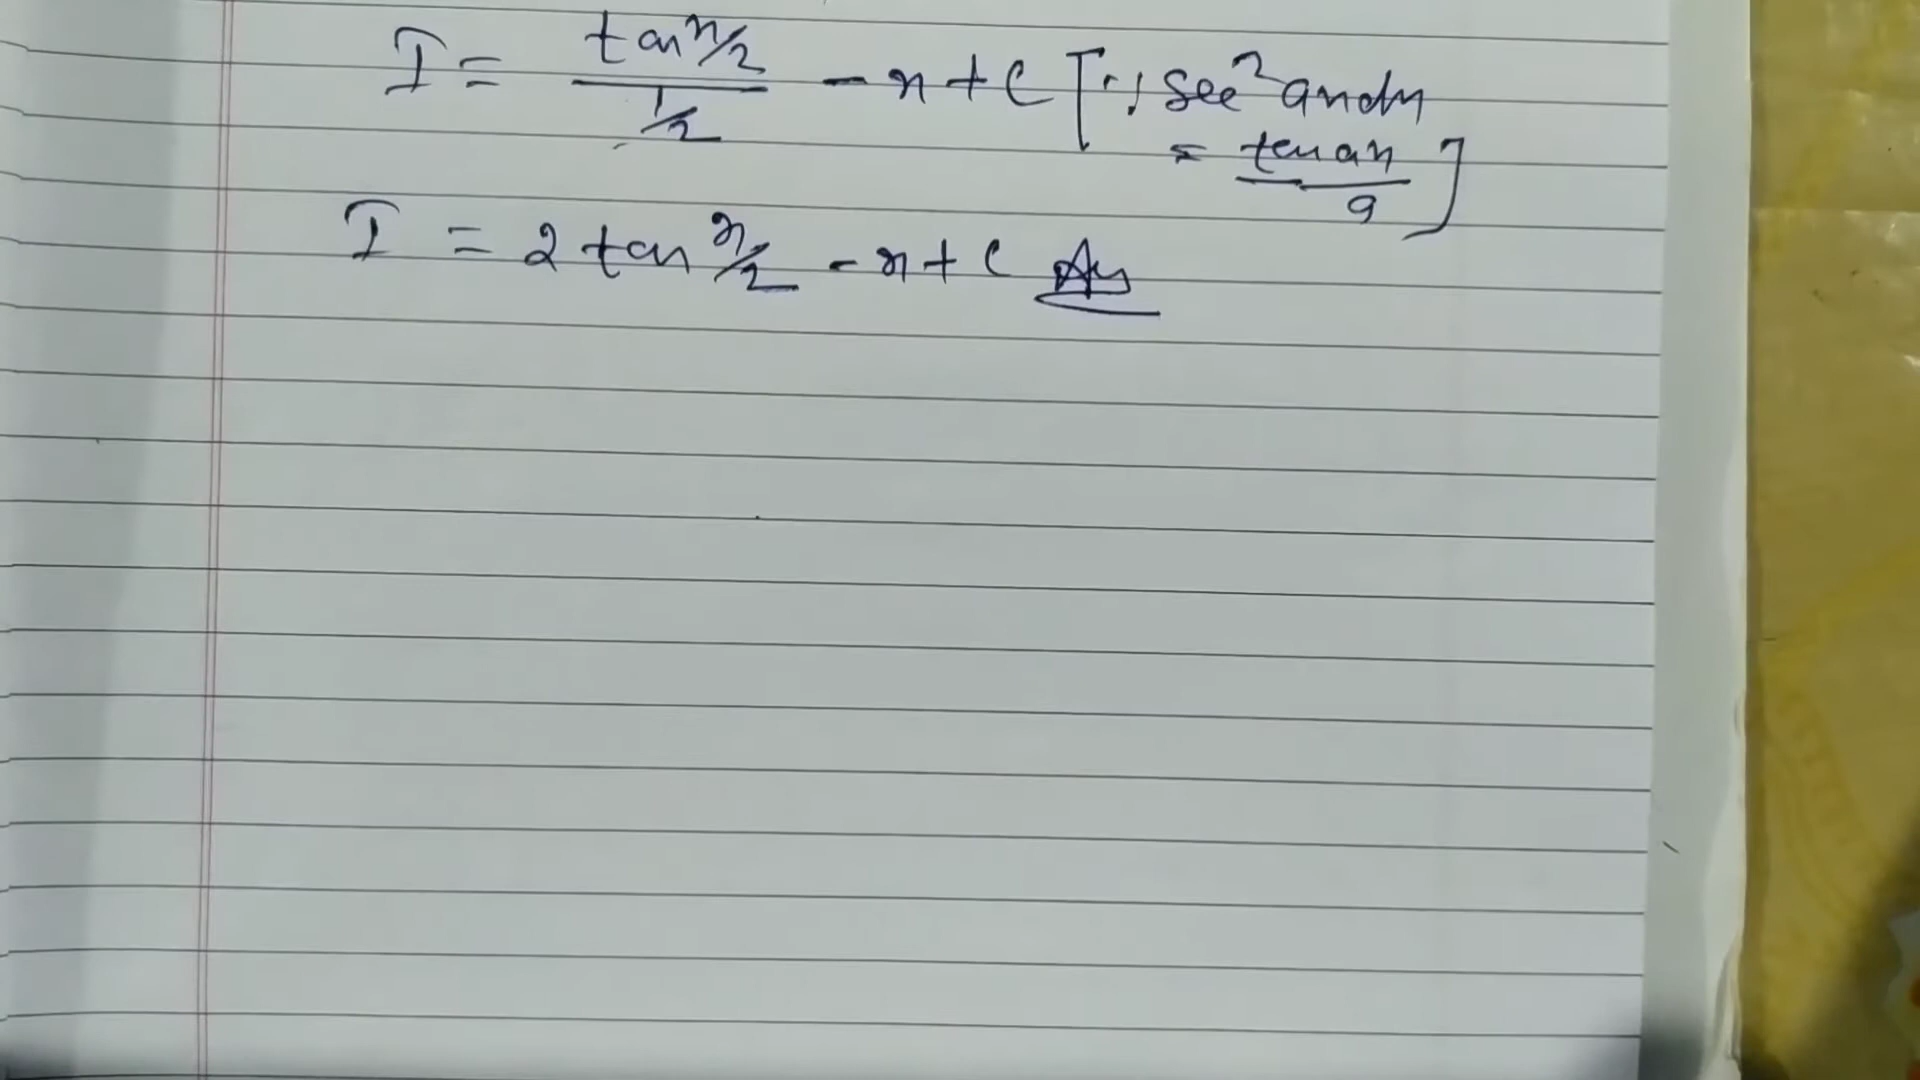 I = tan x/2 / 1/2 - x + c [∵ sec² ax dx
= tan ax / a ]
I = 2 tan x/2 - x + c Ans